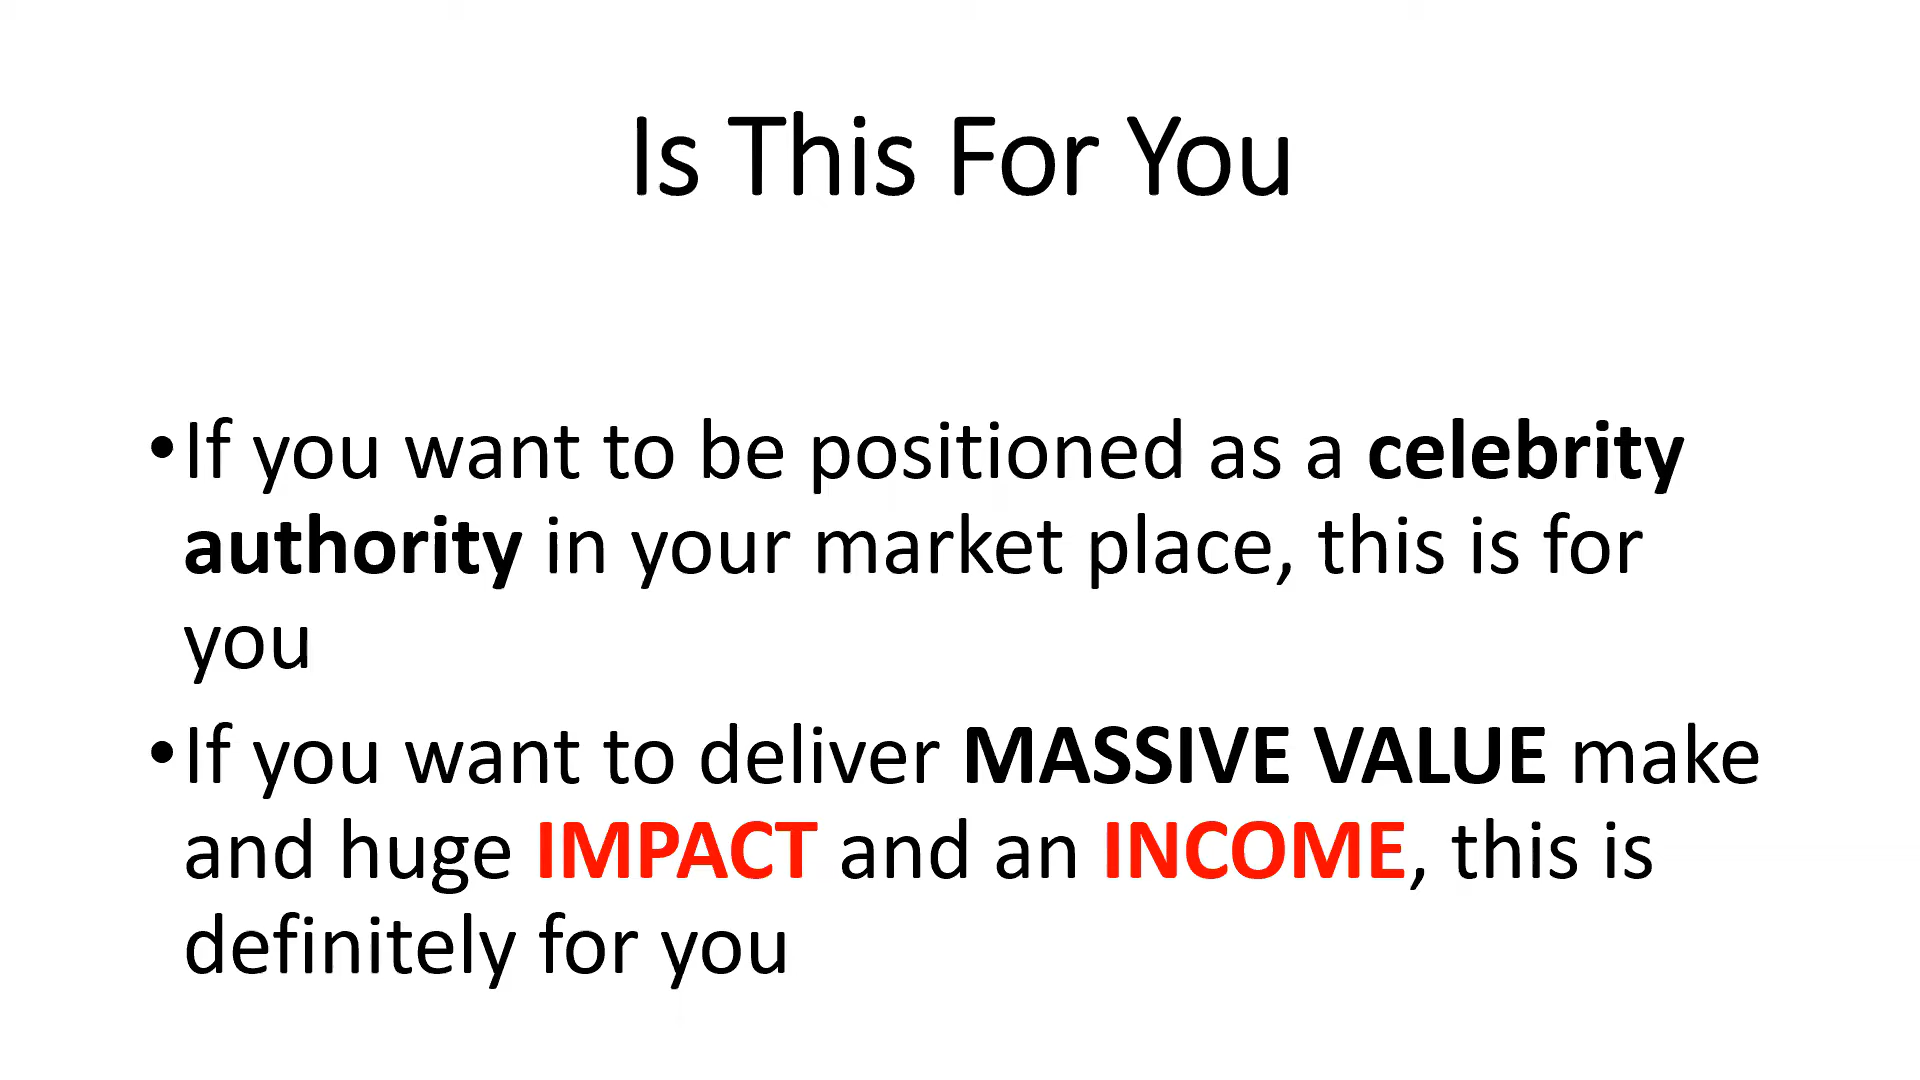 Is This For You
•If you want to be positioned as a celebrity
authority in your market place, this is for
you
•If you want to deliver MASSIVE VALUE make
and huge IMPACT and an INCOME, this is
definitely for you